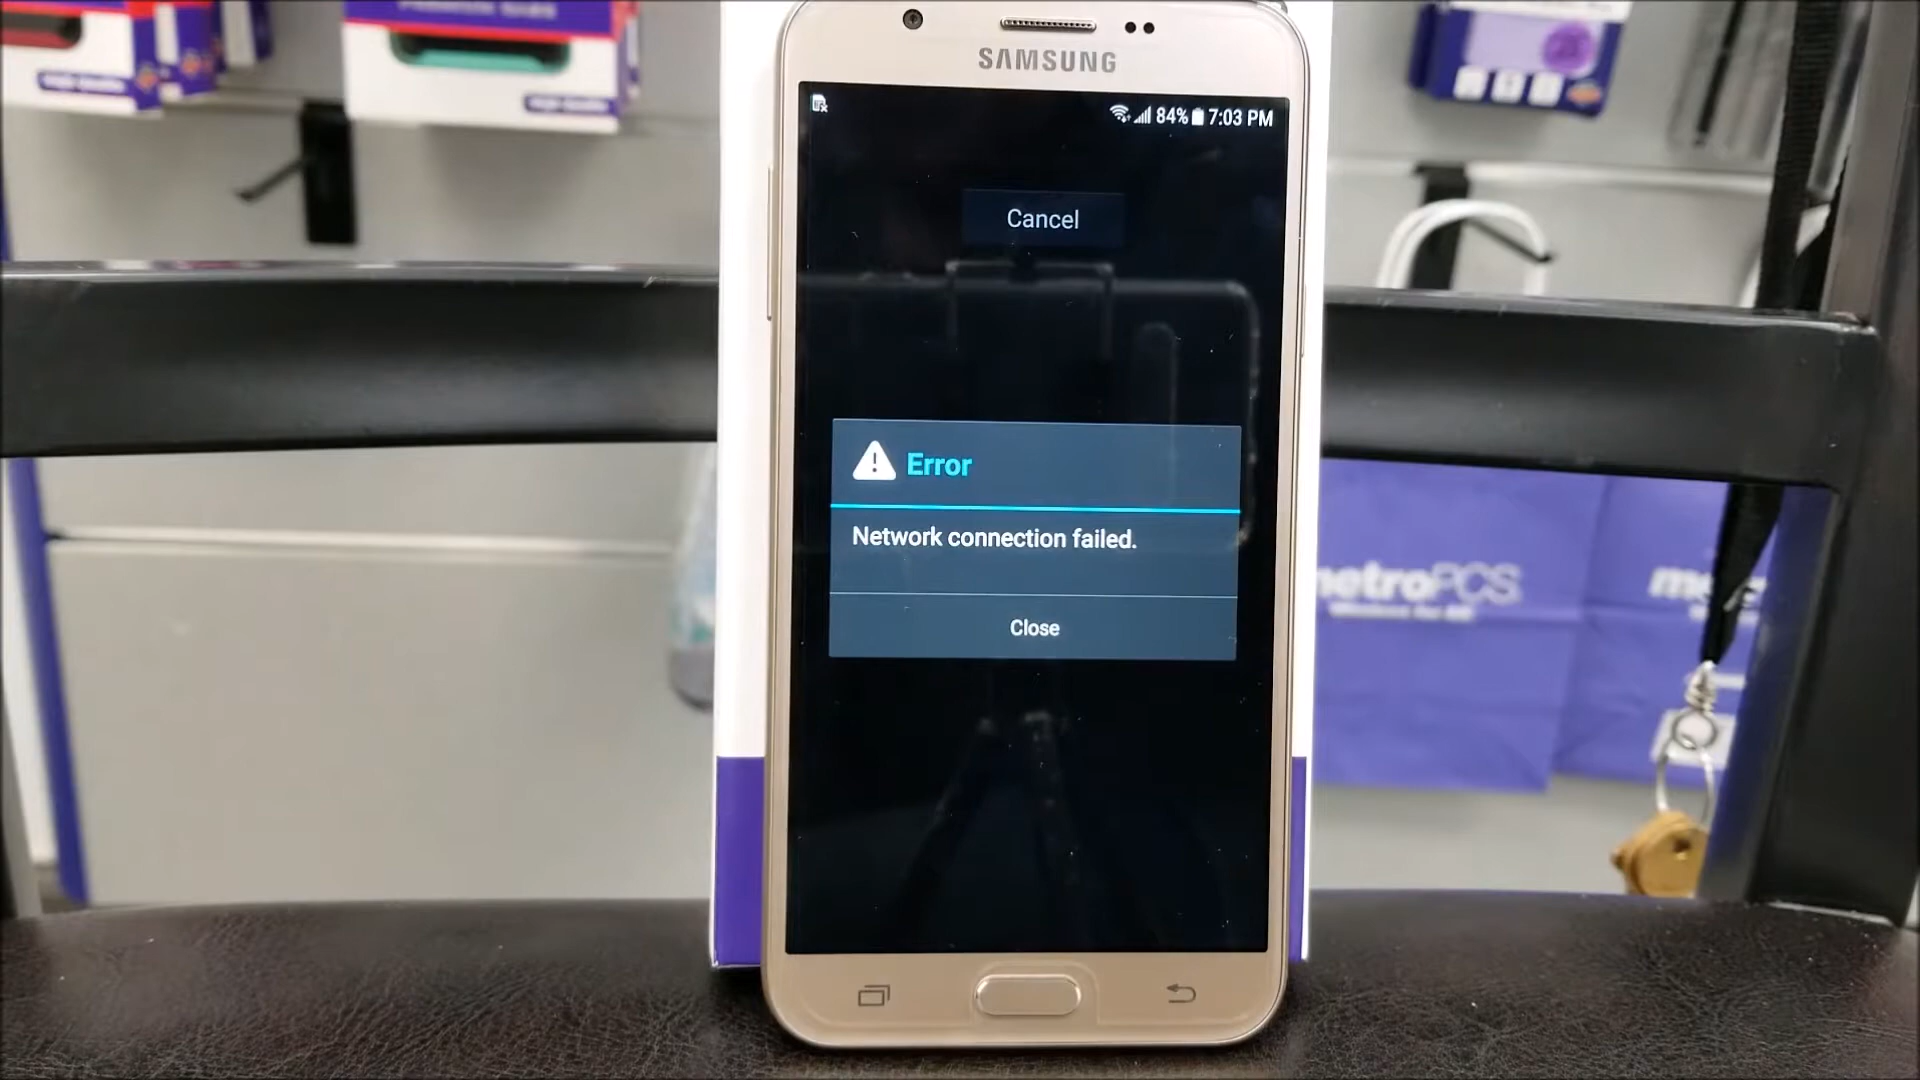 SAMSUNG
84% 7:03 PM
Cancel
Error
Network connection failed.
Close
metroPCS